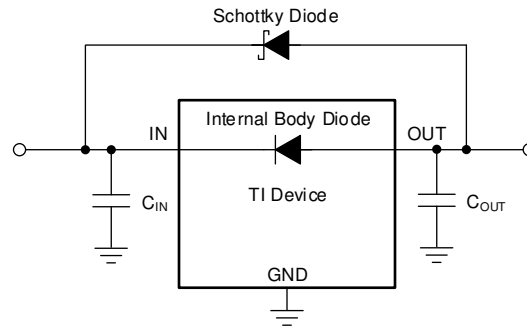 Schottky Diode
Internal Body Diode
IN
OUT
TI Device
CIN
COUT
GND